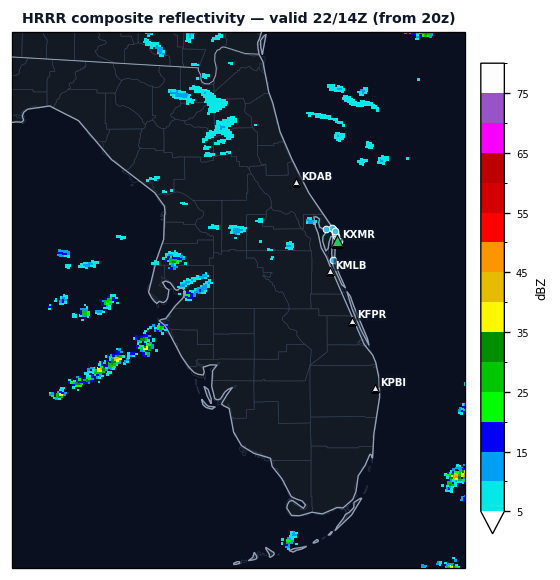 HRRR composite reflectivity — valid 22/14Z (from 20z)
KDAB
KXMR
KMLB
KFPR
KPBI
75
65
55
45
35
25
15
5
dBZ